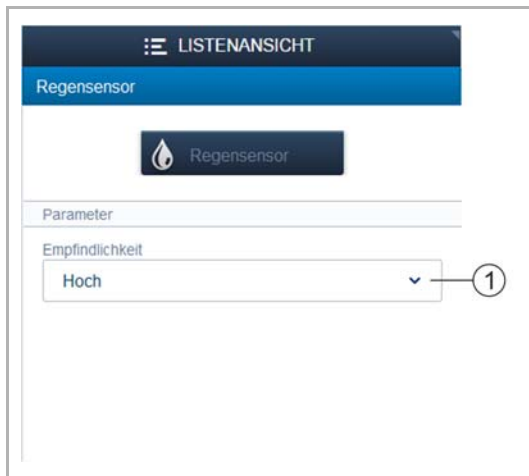 LISTENANSICHT
Regensensor
Regensensor
Parameter
Empfindlichkeit
Hoch
1